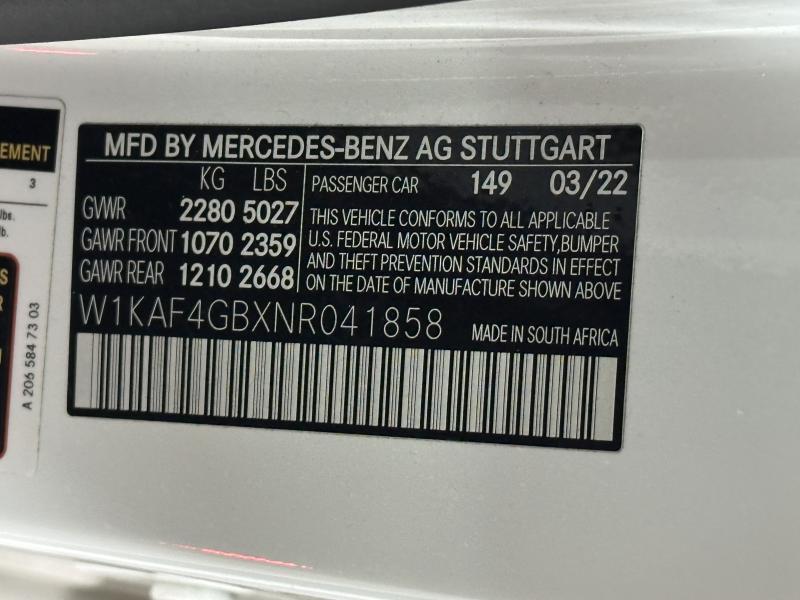 EMENT
3
lbs.
lb.
S
R
A 206 584 73 03
MFD BY MERCEDES-BENZ AG STUTTGART
KG LBS
GVWR 2280 5027
GAWR FRONT 1070 2359
GAWR REAR 1210 2668
PASSENGER CAR 149 03/22
THIS VEHICLE CONFORMS TO ALL APPLICABLE
U.S. FEDERAL MOTOR VEHICLE SAFETY,BUMPER
AND THEFT PREVENTION STANDARDS IN EFFECT
ON THE DATE OF MANUFACTURE SHOWN ABOVE
W1KAF4GBXNR041858
MADE IN SOUTH AFRICA